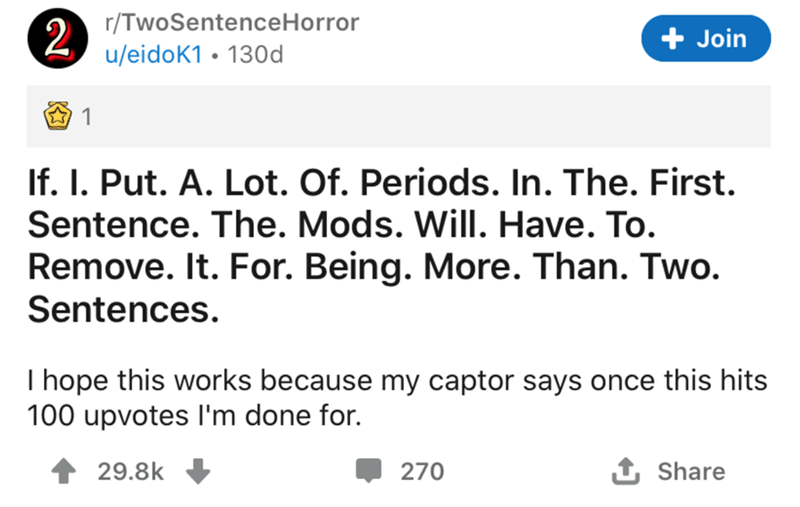 2 r/TwoSentenceHorror
u/eidoK1 • 130d
+ Join
1
If. I. Put. A. Lot. Of. Periods. In. The. First.
Sentence. The. Mods. Will. Have. To.
Remove. It. For. Being. More. Than. Two.
Sentences.
I hope this works because my captor says once this hits
100 upvotes I'm done for.
29.8k 270 Share